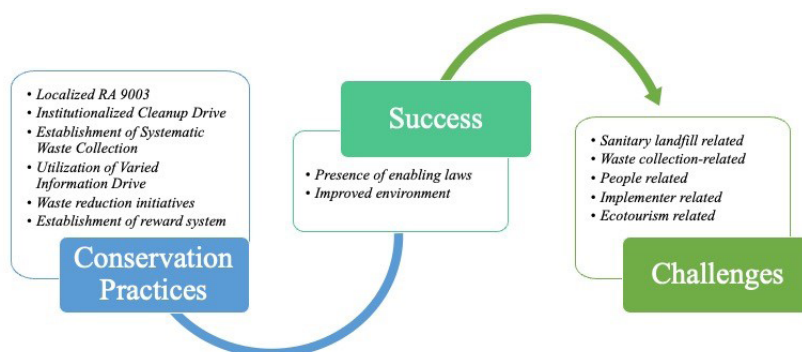 • Localized RA 9003
• Institutionalized Cleanup Drive
• Establishment of Systematic
Waste Collection
• Utilization of Varied
Information Drive
• Waste reduction initiatives
• Establishment of reward system
Conservation
Practices
Success
• Presence of enabling laws
• Improved environment
• Sanitary landfill related
• Waste collection-related
• People related
• Implementer related
• Ecotourism related
Challenges